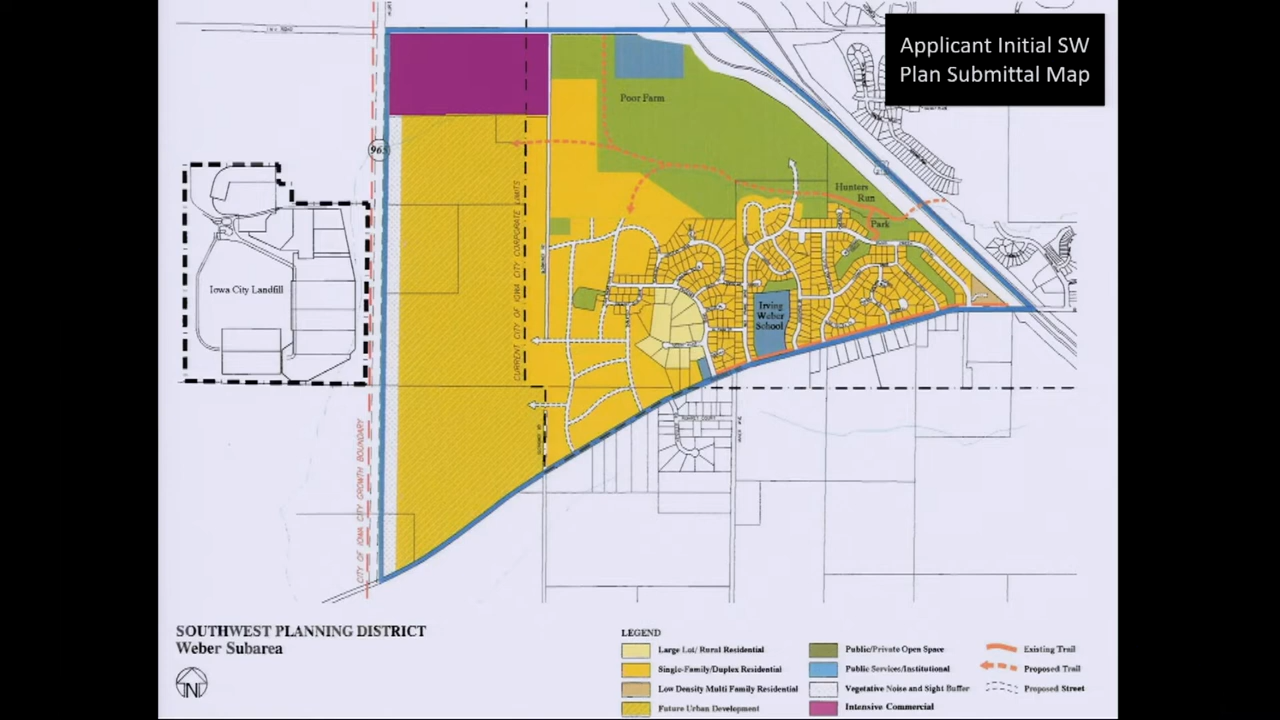 Applicant Initial SW
Plan Submittal Map
Poor Farm
965
Hunters
Run
Park
Iowa City Landfill
Irving
Weber
School
CURRENT CITY OF IOWA CITY CORPORATE LIMITS
CITY OF IOWA CITY GROWTH BOUNDARY
SOUTHWEST PLANNING DISTRICT
Weber Subarea
N
LEGEND
Large Lot/ Rural Residential
Single-Family/Duplex Residential
Low Density Multi Family Residential
Future Urban Development
Public/Private Open Space
Public Services/Institutional
Vegetative Noise and Sight Buffer
Intensive Commercial
Existing Trail
Proposed Trail
Proposed Street